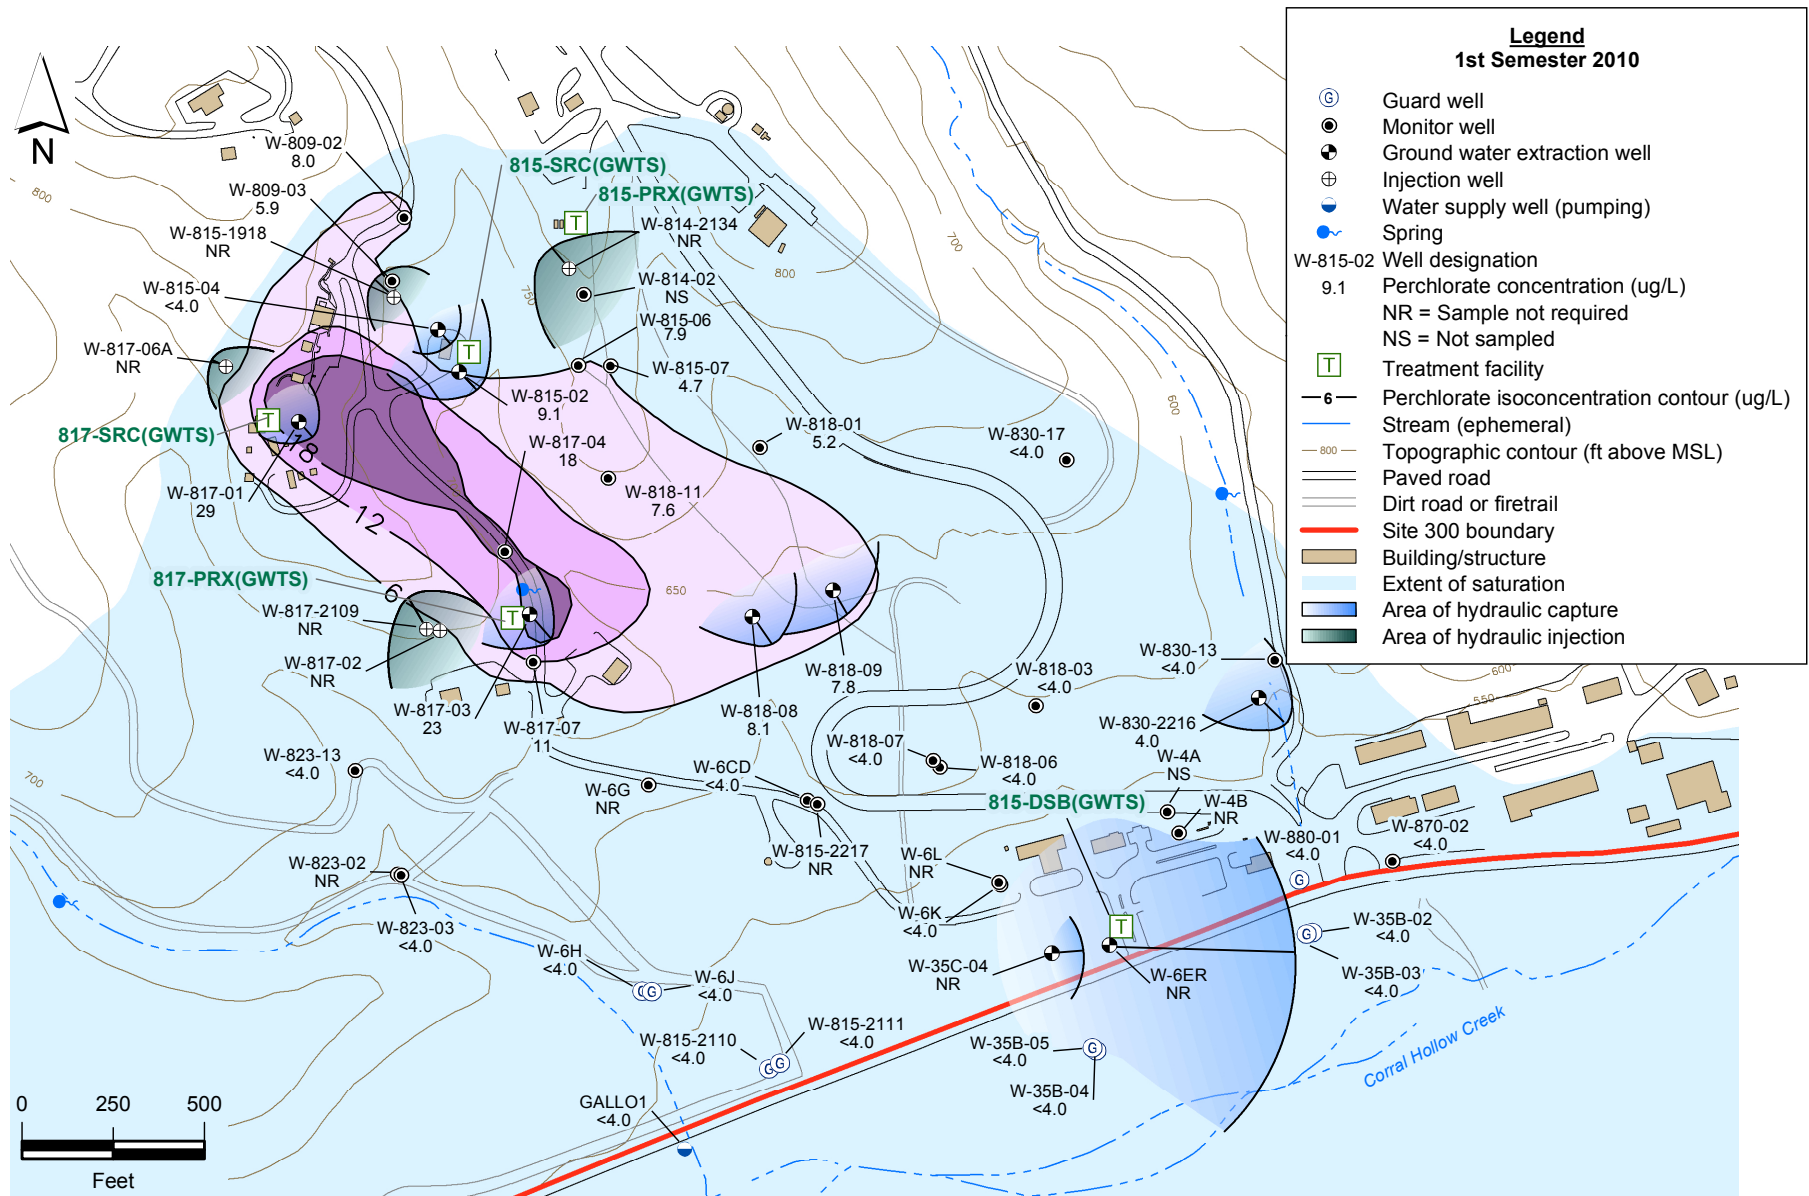 Legend
1st Semester 2010
Guard well
Monitor well
Ground water extraction well
Injection well
Water supply well (pumping)
Spring
W-815-02 Well designation
9.1 Perchlorate concentration (ug/L)
NR = Sample not required
NS = Not sampled
T Treatment facility
6 Perchlorate isoconcentration contour (ug/L)
Stream (ephemeral)
800 Topographic contour (ft above MSL)
Paved road
Dirt road or firetrail
Site 300 boundary
Building/structure
Extent of saturation
Area of hydraulic capture
Area of hydraulic injection
N
W-809-02
8.0
815-SRC(GWTS)
815-PRX(GWTS)
W-809-03
5.9
800
W-815-1918
NR
T
W-814-2134
NR
700
800
W-815-04
<4.0
750
W-814-02
NS
W-815-06
7.9
W-817-06A
NR
T
W-815-07
4.7
600
W-815-02
9.1
817-SRC(GWTS)
T
18
W-817-04
18
W-818-01
5.2
W-830-17
<4.0
W-817-01
29
12
W-818-11
7.6
817-PRX(GWTS)
6
650
W-817-2109
NR
T
W-817-02
NR
W-818-09
7.8
W-818-03
<4.0
W-830-13
<4.0
600
550
W-817-03
23
W-817-07
11
W-818-08
8.1
W-830-2216
4.0
W-823-13
<4.0
700
W-6G
NR
W-6CD
<4.0
W-818-07
<4.0
W-818-06
<4.0
W-4A
NS
815-DSB(GWTS)
W-4B
NR
W-880-01
<4.0
W-870-02
<4.0
W-823-02
NR
W-815-2217
NR
W-6L
NR
W-6K
<4.0
W-823-03
<4.0
T
G
G
W-35B-02
<4.0
W-6H
<4.0
W-6J
<4.0
G
W-35C-04
NR
W-6ER
NR
W-35B-03
<4.0
W-815-2110
<4.0
W-815-2111
<4.0
G
G
W-35B-05
<4.0
G
W-35B-04
<4.0
Corral Hollow Creek
GALLO1
<4.0
0 250 500
Feet